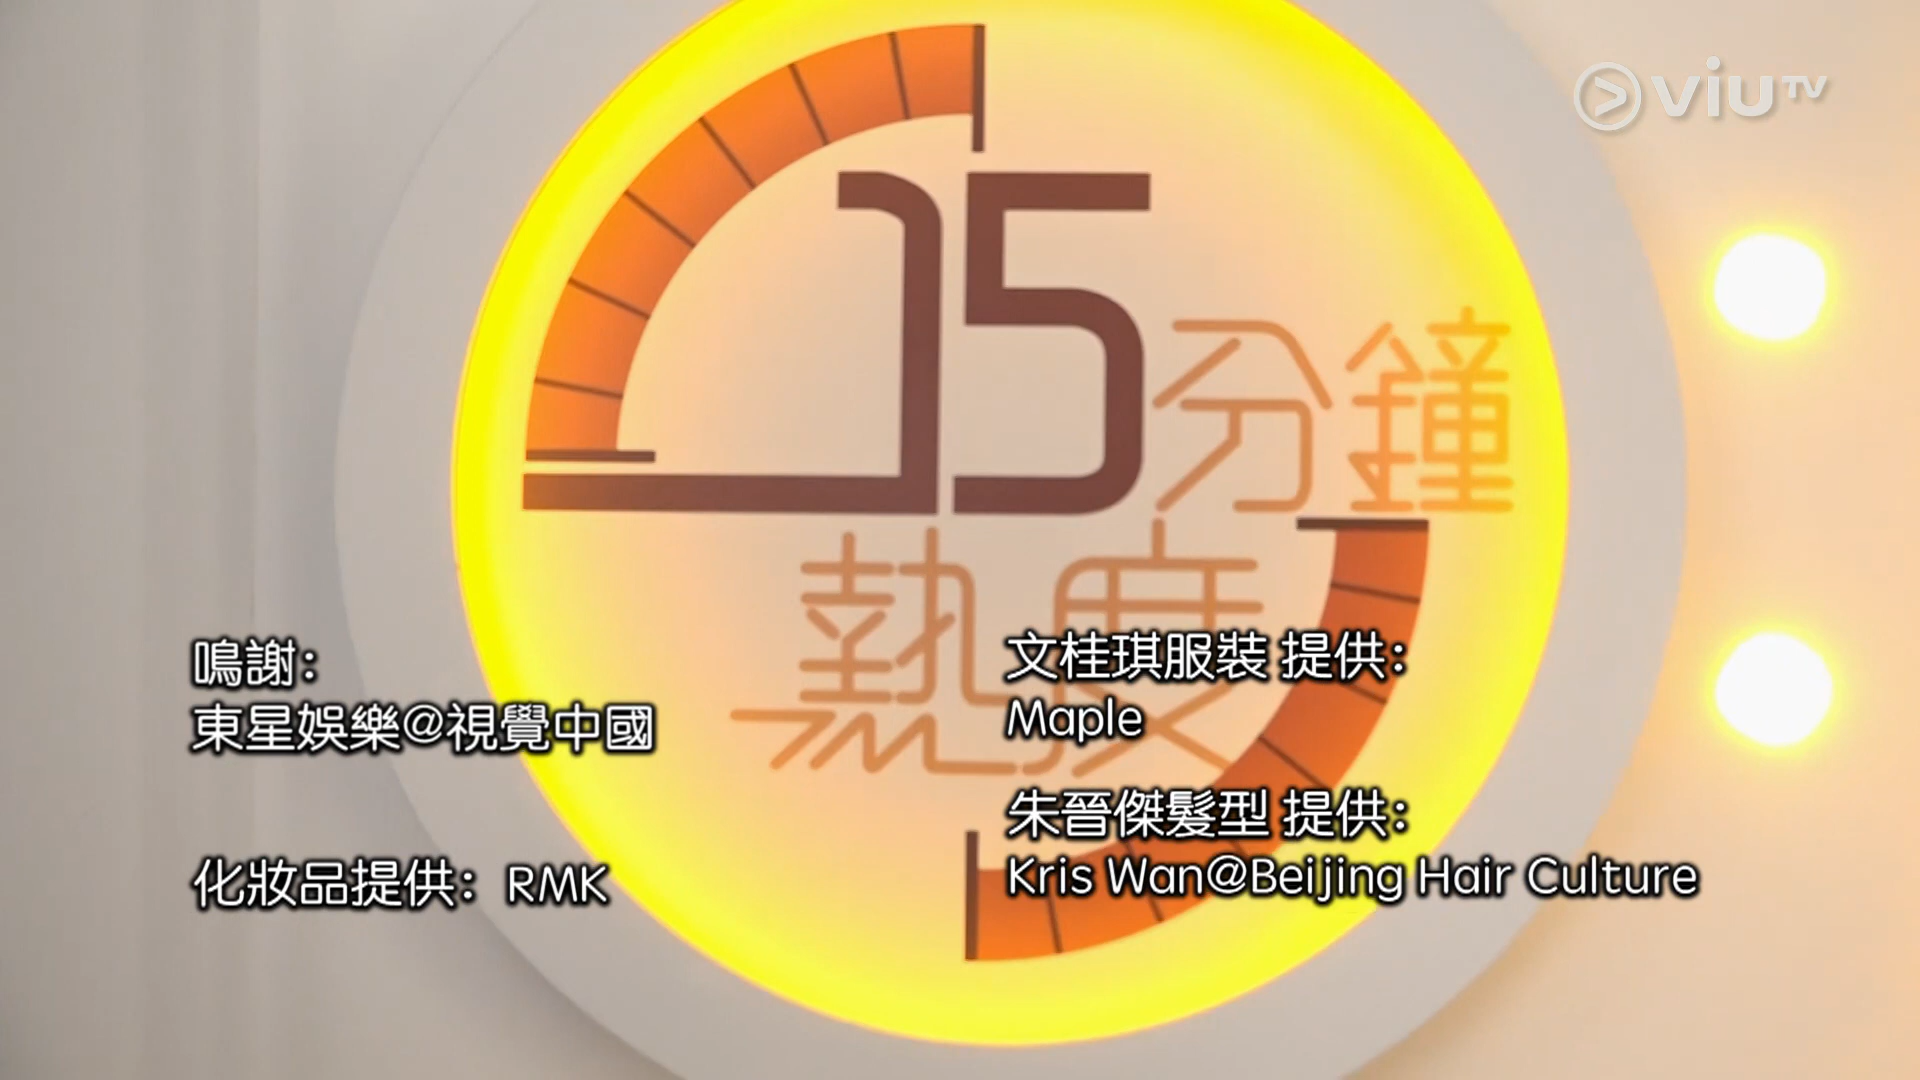 viuTV
15分鐘
熱度
鳴謝：
東星娛樂@視覺中國
化妝品提供：RMK
文桂琪服裝 提供：
Maple
朱晉傑髮型 提供：
Kris Wan@Beijing Hair Culture